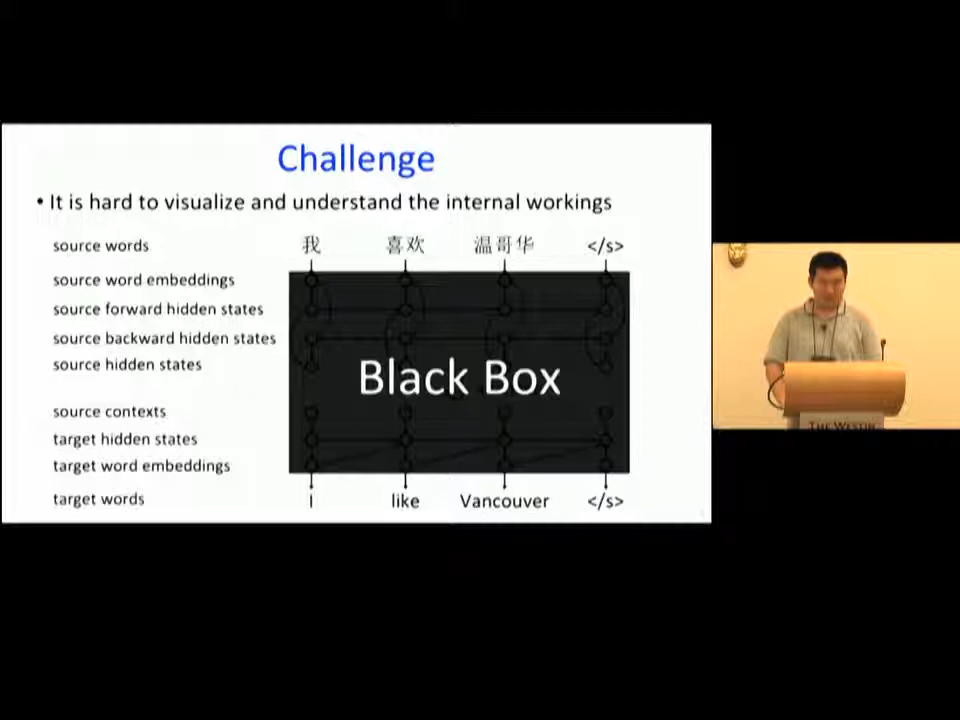 Challenge
• It is hard to visualize and understand the internal workings
source words 我 喜欢 温哥华 </s>
source word embeddings
source forward hidden states
source backward hidden states
source hidden states
Black Box
source contexts
target hidden states
target word embeddings
target words I like Vancouver </s>
THE WESTIN